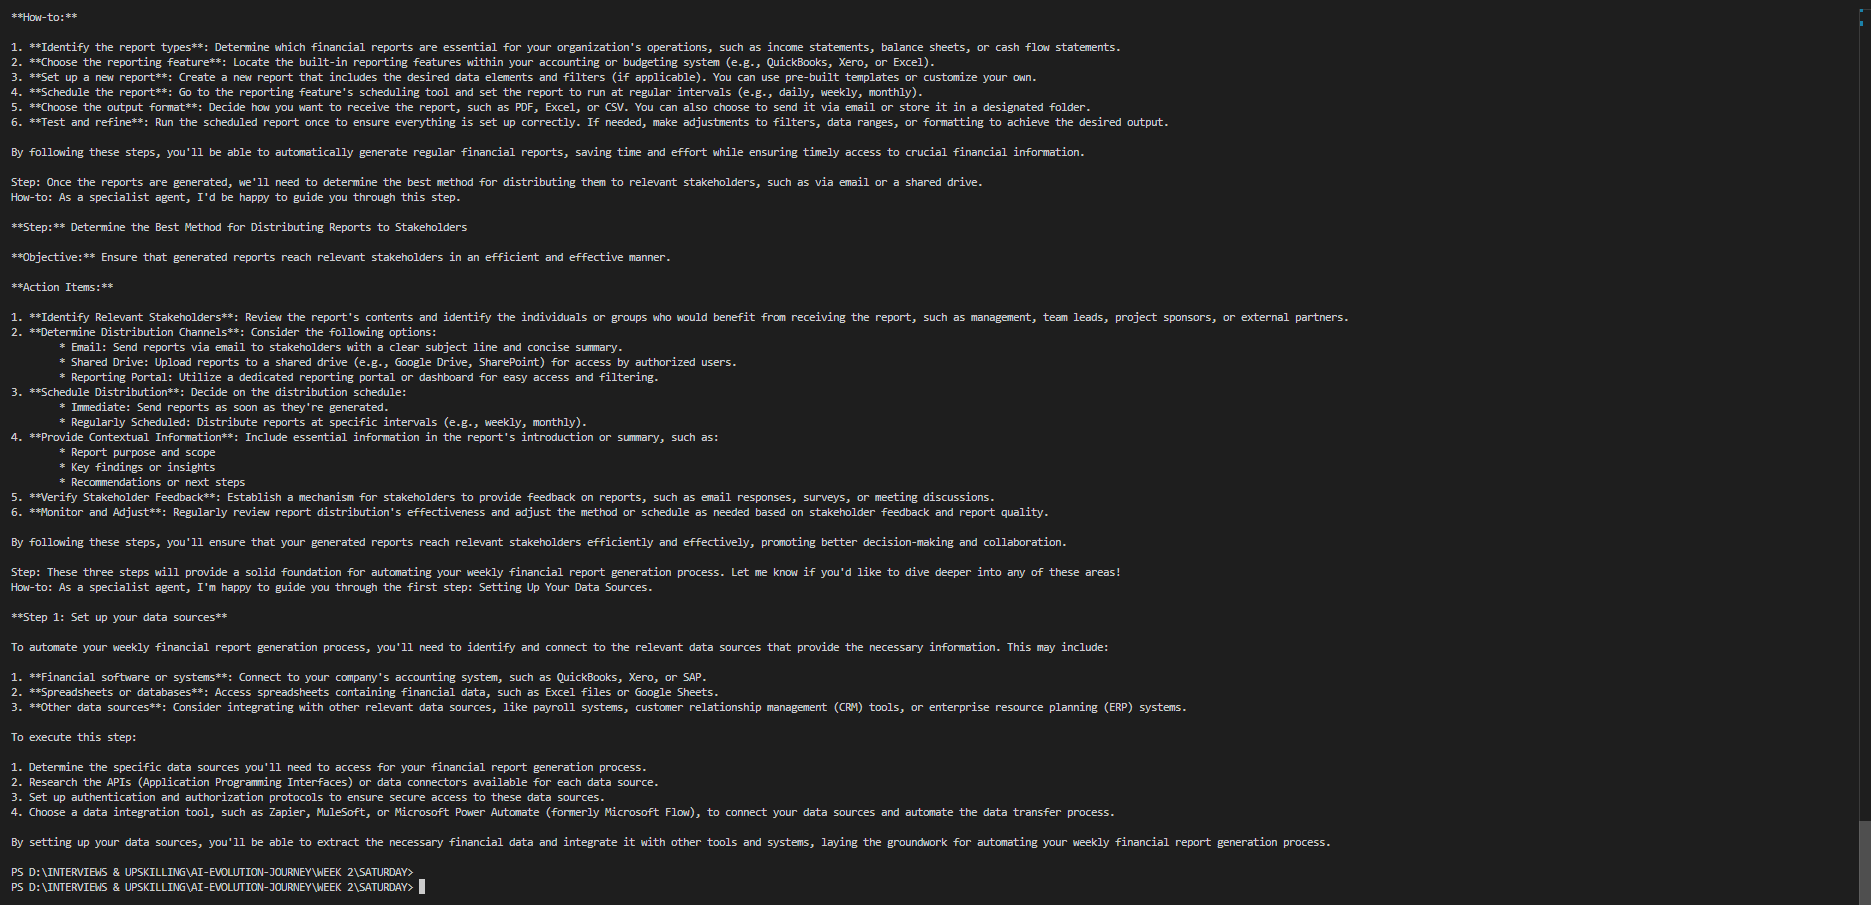 **How-to:**
1. **Identify the report types**: Determine which financial reports are essential for your organization's operations, such as income statements, balance sheets, or cash flow statements.
2. **Choose the reporting feature**: Locate the built-in reporting features within your accounting or budgeting system (e.g., QuickBooks, Xero, or Excel).
3. **Set up a new report**: Create a new report that includes the desired data elements and filters (if applicable). You can use pre-built templates or customize your own.
4. **Schedule the report**: Go to the reporting feature's scheduling tool and set the report to run at regular intervals (e.g., daily, weekly, monthly).
5. **Choose the output format**: Decide how you want to receive the report, such as PDF, Excel, or CSV. You can also choose to send it via email or store it in a designated folder.
6. **Test and refine**: Run the scheduled report once to ensure everything is set up correctly. If needed, make adjustments to filters, data ranges, or formatting to achieve the desired output.
By following these steps, you'll be able to automatically generate regular financial reports, saving time and effort while ensuring timely access to crucial financial information.
Step: Once the reports are generated, we'll need to determine the best method for distributing them to relevant stakeholders, such as via email or a shared drive.
How-to: As a specialist agent, I'd be happy to guide you through this step.
**Step:** Determine the Best Method for Distributing Reports to Stakeholders
**Objective:** Ensure that generated reports reach relevant stakeholders in an efficient and effective manner.
**Action Items:**
1. **Identify Relevant Stakeholders**: Review the report's contents and identify the individuals or groups who would benefit from receiving the report, such as management, team leads, project sponsors, or external partners.
2. **Determine Distribution Channels**: Consider the following options:
* Email: Send reports via email to stakeholders with a clear subject line and concise summary.
* Shared Drive: Upload reports to a shared drive (e.g., Google Drive, SharePoint) for access by authorized users.
* Reporting Portal: Utilize a dedicated reporting portal or dashboard for easy access and filtering.
3. **Schedule Distribution**: Decide on the distribution schedule:
* Immediate: Send reports as soon as they're generated.
* Regularly Scheduled: Distribute reports at specific intervals (e.g., weekly, monthly).
4. **Provide Contextual Information**: Include essential information in the report's introduction or summary, such as:
* Report purpose and scope
* Key findings or insights
* Recommendations or next steps
5. **Verify Stakeholder Feedback**: Establish a mechanism for stakeholders to provide feedback on reports, such as email responses, surveys, or meeting discussions.
6. **Monitor and Adjust**: Regularly review report distribution's effectiveness and adjust the method or schedule as needed based on stakeholder feedback and report quality.
By following these steps, you'll ensure that your generated reports reach relevant stakeholders efficiently and effectively, promoting better decision-making and collaboration.
Step: These three steps will provide a solid foundation for automating your weekly financial report generation process. Let me know if you'd like to dive deeper into any of these areas!
How-to: As a specialist agent, I'm happy to guide you through the first step: Setting Up Your Data Sources.
**Step 1: Set up your data sources**
To automate your weekly financial report generation process, you'll need to identify and connect to the relevant data sources that provide the necessary information. This may include:
1. **Financial software or systems**: Connect to your company's accounting system, such as QuickBooks, Xero, or SAP.
2. **Spreadsheets or databases**: Access spreadsheets containing financial data, such as Excel files or Google Sheets.
3. **Other data sources**: Consider integrating with other relevant data sources, like payroll systems, customer relationship management (CRM) tools, or enterprise resource planning (ERP) systems.
To execute this step:
1. Determine the specific data sources you'll need to access for your financial report generation process.
2. Research the APIs (Application Programming Interfaces) or data connectors available for each data source.
3. Set up authentication and authorization protocols to ensure secure access to these data sources.
4. Choose a data integration tool, such as Zapier, MuleSoft, or Microsoft Power Automate (formerly Microsoft Flow), to connect your data sources and automate the data transfer process.
By setting up your data sources, you'll be able to extract the necessary financial data and integrate it with other tools and systems, laying the groundwork for automating your weekly financial report generation process.
PS D:\INTERVIEWS & UPSKILLING\AI-EVOLUTION-JOURNEY\WEEK 2\SATURDAY>
PS D:\INTERVIEWS & UPSKILLING\AI-EVOLUTION-JOURNEY\WEEK 2\SATURDAY>